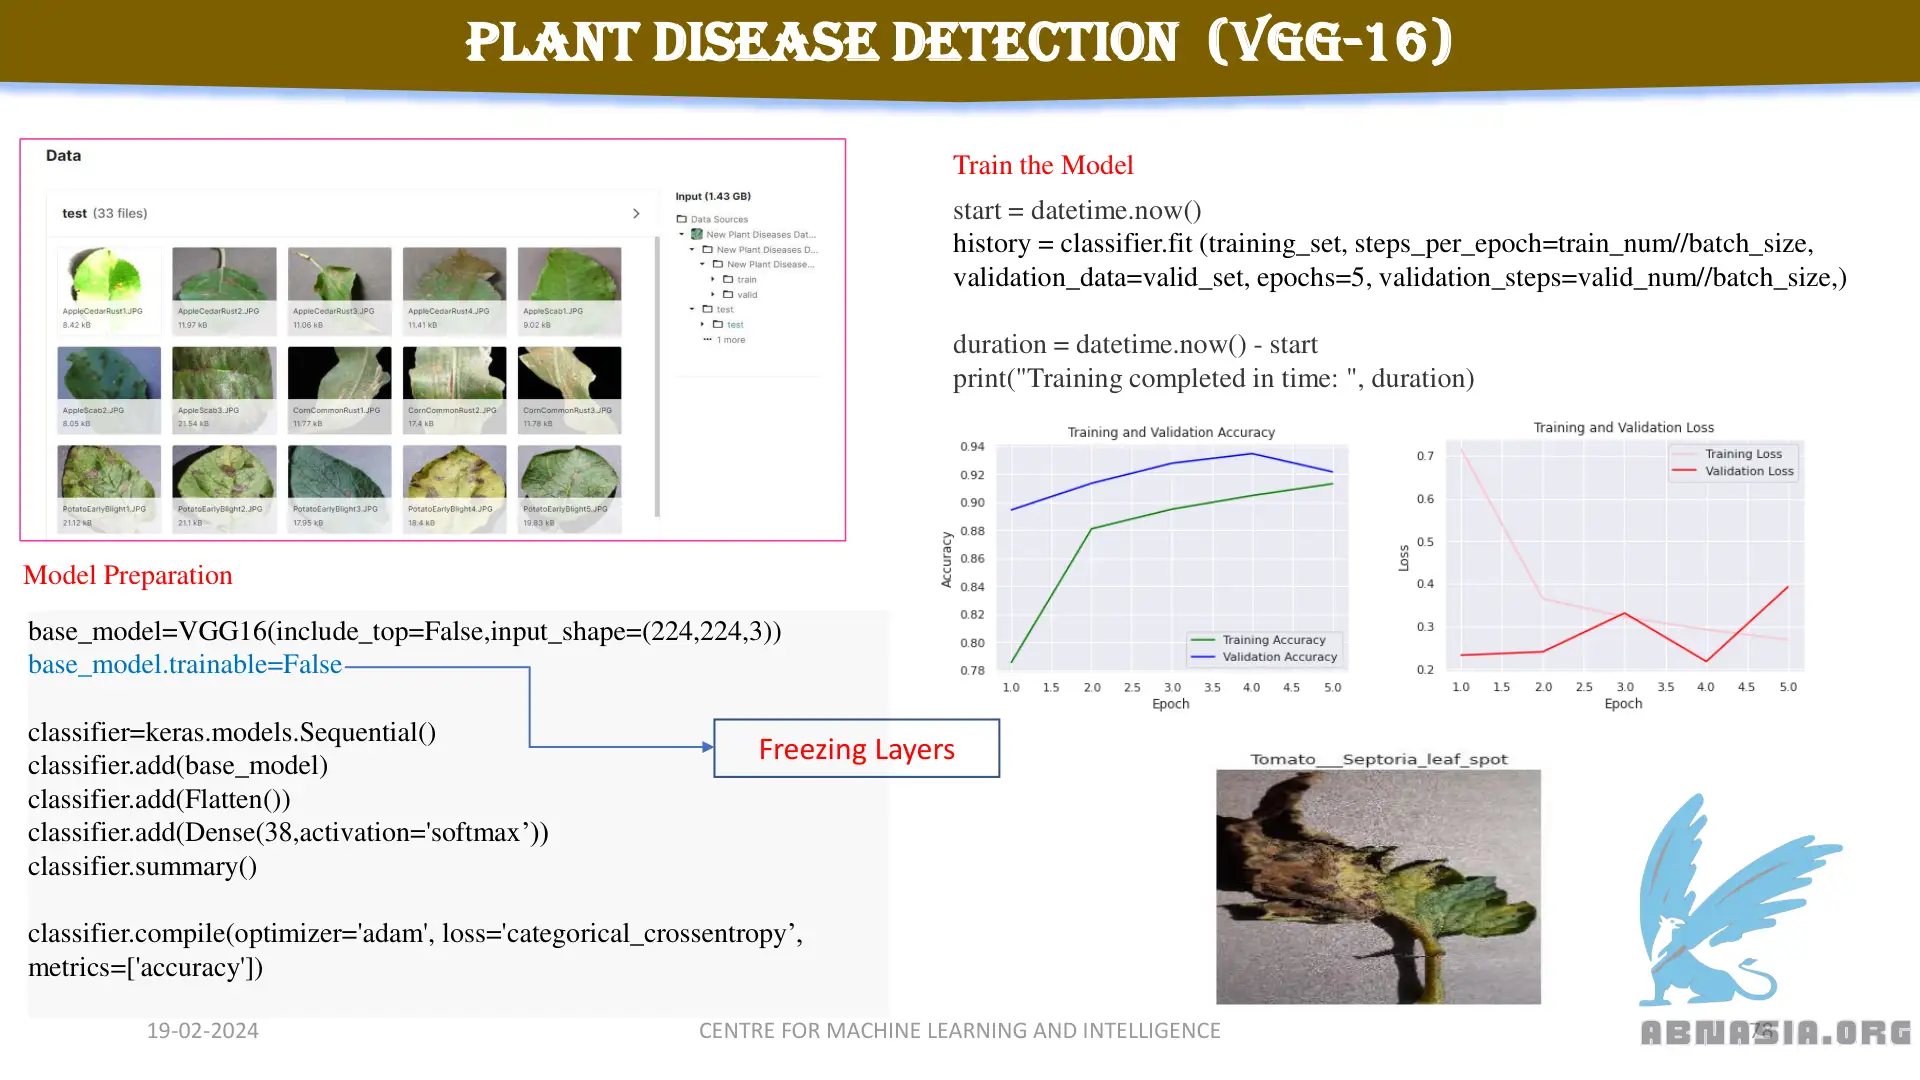 PLANT DISEASE DETECTION (VGG-16)
Data
test (33 files)
AppleCedarRust1.JPG
8.42 kB
AppleCedarRust2.JPG
11.97 kB
AppleCedarRust3.JPG
11.06 kB
AppleCedarRust4.JPG
11.41 kB
AppleScab1.JPG
9.02 kB
AppleScab2.JPG
8.05 kB
AppleScab3.JPG
21.54 kB
CornCommonRust1.JPG
11.77 kB
CornCommonRust2.JPG
17.4 kB
CornCommonRust3.JPG
11.78 kB
PotatoEarlyBlight1.JPG
21.12 kB
PotatoEarlyBlight2.JPG
21.1 kB
PotatoEarlyBlight3.JPG
17.95 kB
PotatoEarlyBlight4.JPG
18.4 kB
PotatoEarlyBlight5.JPG
19.83 kB
Input (1.43 GB)
Data Sources
New Plant Diseases Dat...
New Plant Diseases D...
New Plant Disease...
train
valid
test
test
1 more
Model Preparation
base_model=VGG16(include_top=False,input_shape=(224,224,3))
base_model.trainable=False
classifier=keras.models.Sequential()
classifier.add(base_model)
classifier.add(Flatten())
classifier.add(Dense(38,activation='softmax’))
classifier.summary()
classifier.compile(optimizer='adam', loss='categorical_crossentropy’,
metrics=['accuracy'])
Freezing Layers
Train the Model
start = datetime.now()
history = classifier.fit (training_set, steps_per_epoch=train_num//batch_size,
validation_data=valid_set, epochs=5, validation_steps=valid_num//batch_size,)
duration = datetime.now() - start
print("Training completed in time: ", duration)
Training and Validation Accuracy
0.94
0.92
0.90
0.88
0.86
0.84
0.82
0.80
0.78
Accuracy
Training Accuracy
Validation Accuracy
1.0 1.5 2.0 2.5 3.0 3.5 4.0 4.5 5.0
Epoch
Training and Validation Loss
Training Loss
Validation Loss
0.7
0.6
0.5
0.4
0.3
0.2
Loss
1.0 1.5 2.0 2.5 3.0 3.5 4.0 4.5 5.0
Epoch
Tomato___Septoria_leaf_spot
19-02-2024
CENTRE FOR MACHINE LEARNING AND INTELLIGENCE
ABNASIA.ORG